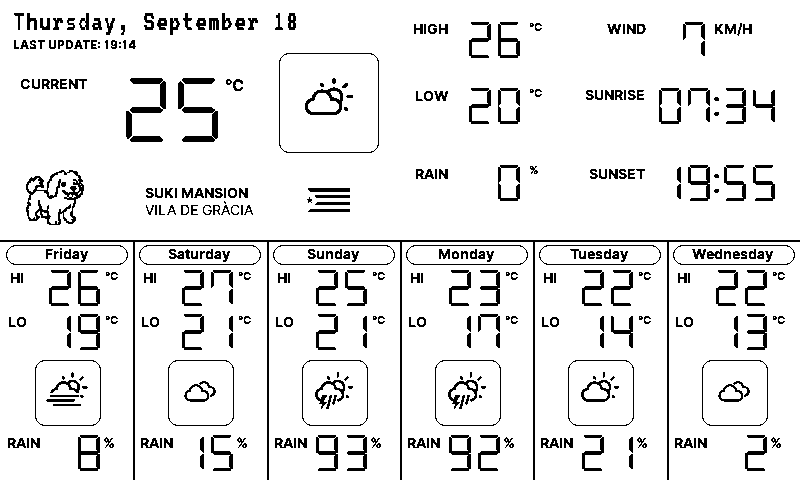 Thursday, September 18
LAST UPDATE: 19:14
CURRENT 25 °C
HIGH 26 °C
LOW 20 °C
RAIN 0 %
WIND 7 KM/H
SUNRISE 07:34
SUNSET 19:55
SUKI MANSION
VILA DE GRÀCIA
Friday
HI 26 °C
LO 19 °C
RAIN 8 %
Saturday
HI 27 °C
LO 21 °C
RAIN 15 %
Sunday
HI 25 °C
LO 21 °C
RAIN 93 %
Monday
HI 23 °C
LO 17 °C
RAIN 92 %
Tuesday
HI 22 °C
LO 14 °C
RAIN 21 %
Wednesday
HI 22 °C
LO 13 °C
RAIN 2 %